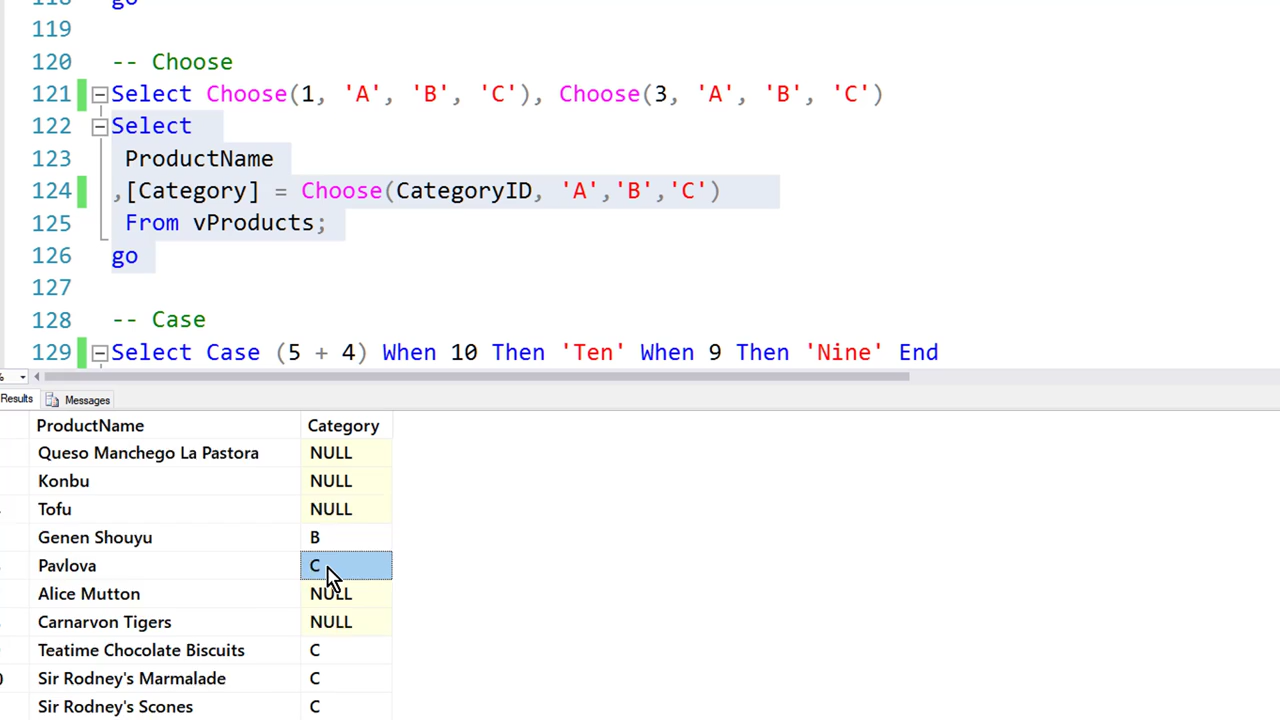 118 go
119
120 -- Choose
121 Select Choose(1, 'A', 'B', 'C'), Choose(3, 'A', 'B', 'C')
122 Select
123 ProductName
124 ,[Category] = Choose(CategoryID, 'A','B','C')
125 From vProducts;
126 go
127
128 -- Case
129 Select Case (5 + 4) When 10 Then 'Ten' When 9 Then 'Nine' End
%
Results Messages
ProductName Category
Queso Manchego La Pastora NULL
Konbu NULL
Tofu NULL
Genen Shouyu B
Pavlova C
Alice Mutton NULL
Carnarvon Tigers NULL
Teatime Chocolate Biscuits C
Sir Rodney's Marmalade C
Sir Rodney's Scones C